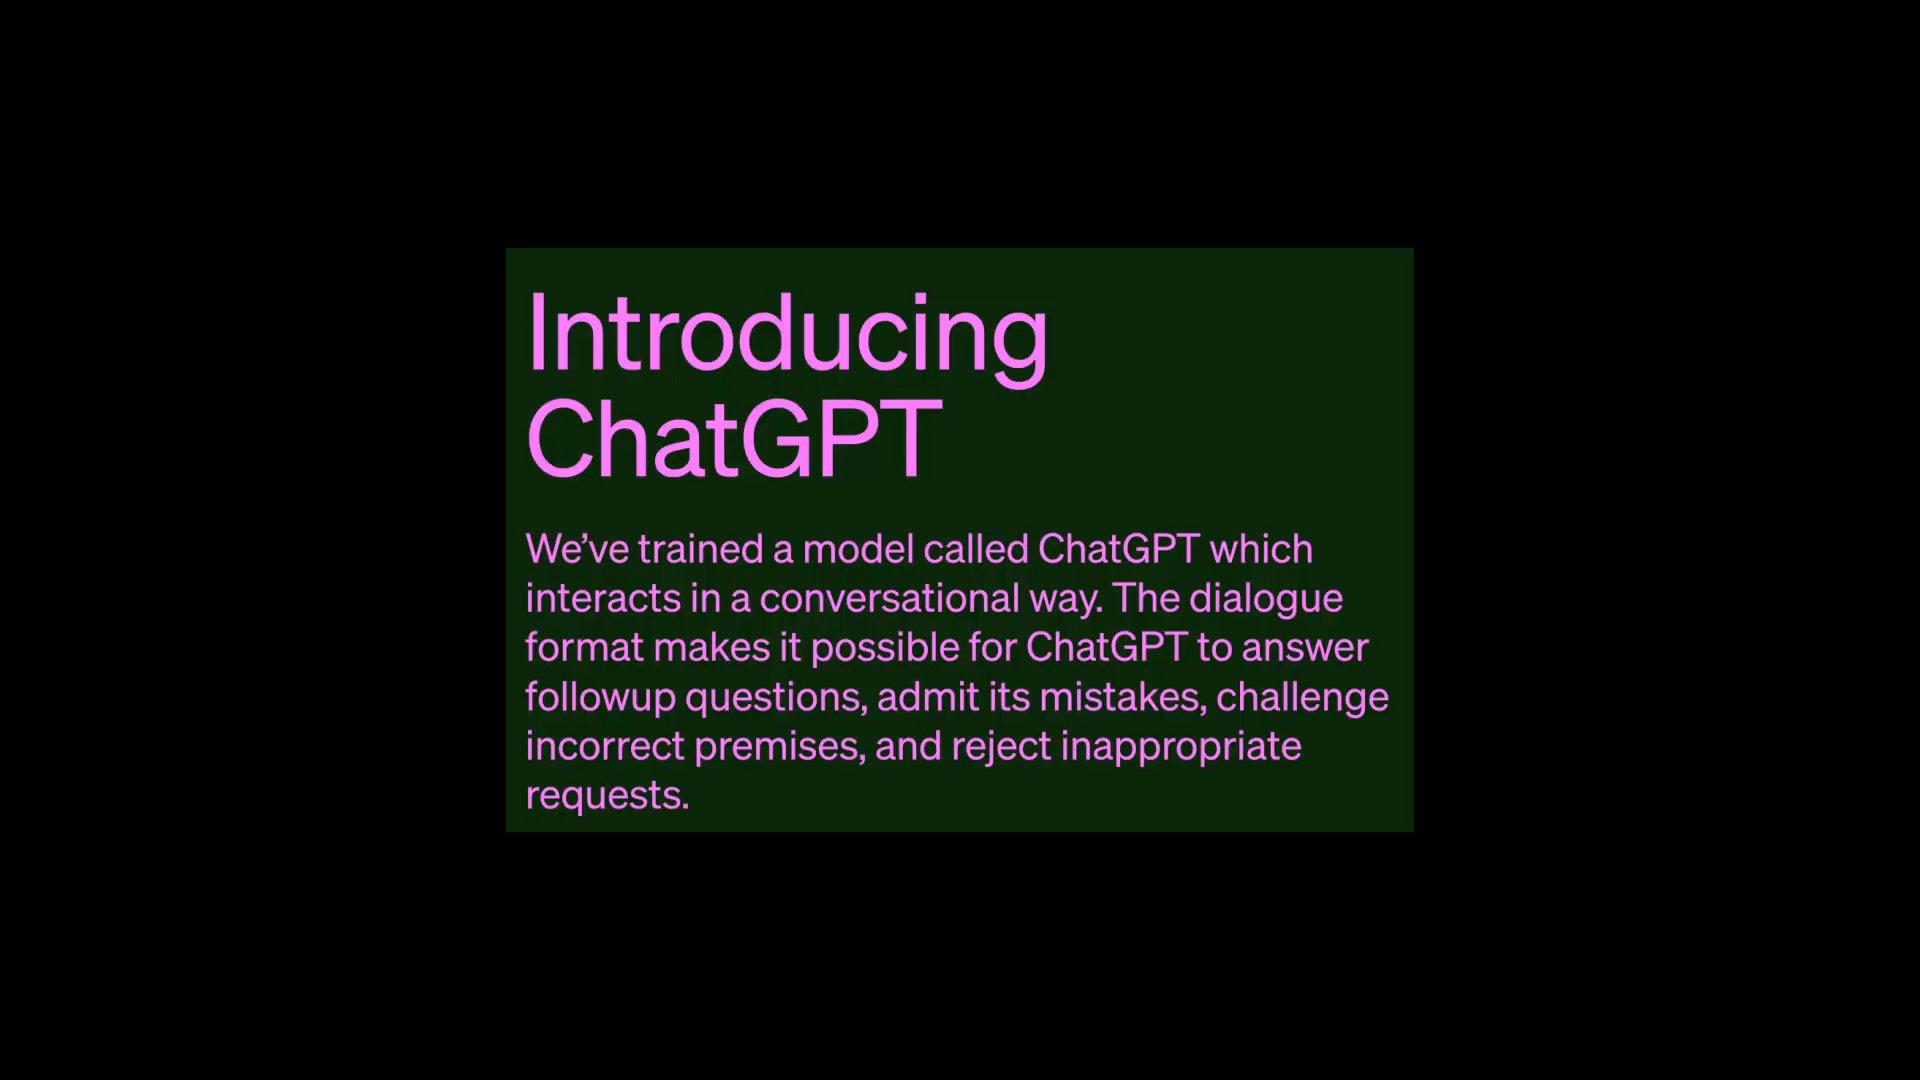 Introducing
ChatGPT
We’ve trained a model called ChatGPT which
interacts in a conversational way. The dialogue
format makes it possible for ChatGPT to answer
followup questions, admit its mistakes, challenge
incorrect premises, and reject inappropriate
requests.